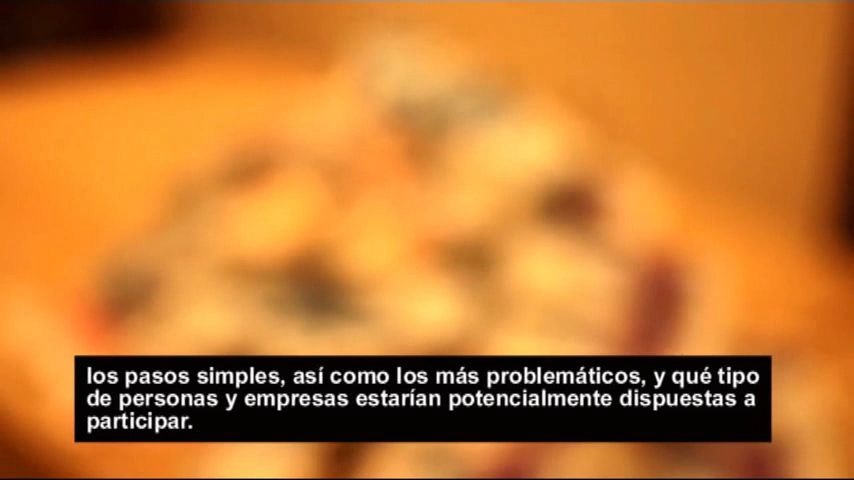 los pasos simples, así como los más problemáticos, y qué tipo
de personas y empresas estarían potencialmente dispuestas a
participar.